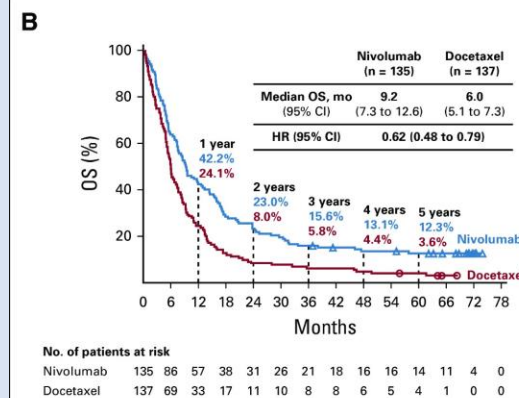 B
Nivolumab Docetaxel
(n = 135) (n = 137)
Median OS, mo 9.2 6.0
(95% CI) (7.3 to 12.6) (5.1 to 7.3)
HR (95% CI) 0.62 (0.48 to 0.79)
OS (%)
100
80
60
40
20
1 year
42.2%
24.1%
2 years
23.0%
8.0%
3 years
15.6%
5.8%
4 years
13.1%
4.4%
5 years
12.3%
3.6%
Nivolumab
Docetaxe
0 6 12 18 24 30 36 42 48 54 60 66 72 78
Months
No. of patients at risk
Nivolumab 135 86 57 38 31 26 21 18 16 16 14 11 4 0
Docetaxel 137 69 33 17 11 10 8 8 6 5 4 1 0 0